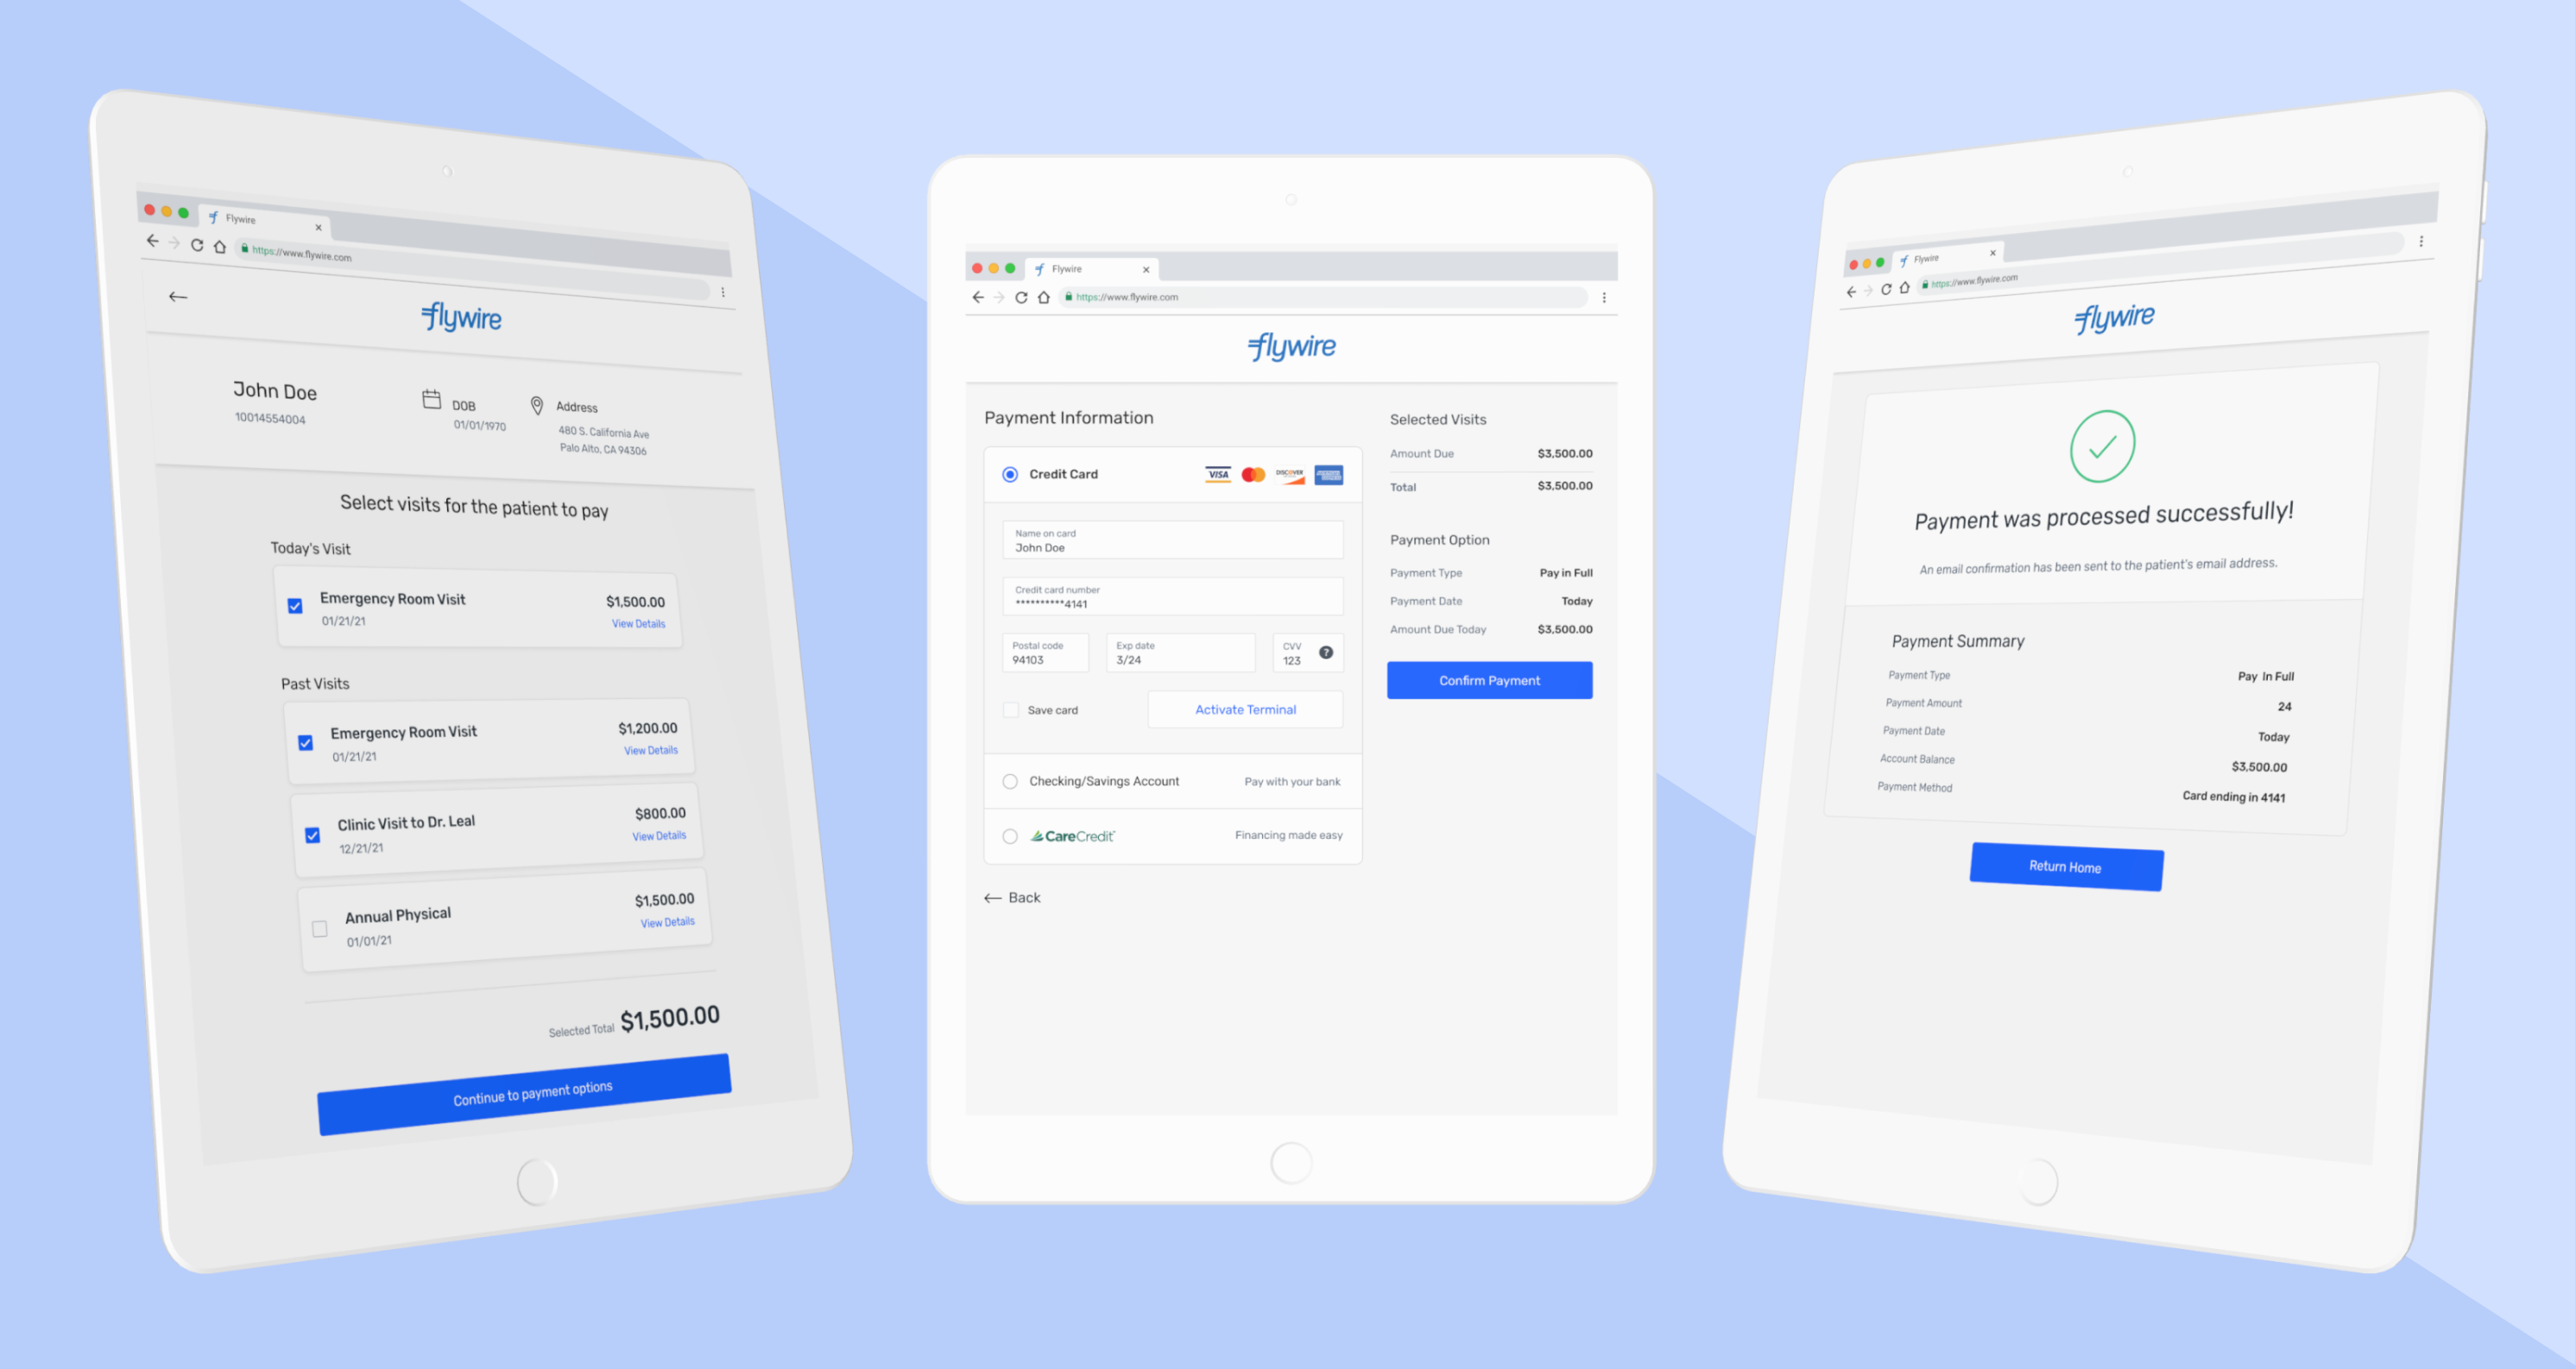 Flywire
https://www.flywire.com
flywire
John Doe
10014554004
DOB
01/01/1970
Address
480 S. California Ave
Palo Alto, CA 94306
Select visits for the patient to pay
Today's Visit
Emergency Room Visit $1,500.00
01/21/21 View Details
Past Visits
Emergency Room Visit $1,200.00
01/21/21 View Details
Clinic Visit to Dr. Leal $800.00
12/21/21 View Details
Annual Physical $1,500.00
01/01/21 View Details
Selected Total $1,500.00
Continue to payment options
Flywire
https://www.flywire.com
flywire
Payment Information
Credit Card VISA DISCOVER
Name on card
John Doe
Credit card number
**********4141
Postal code Exp date CVV
94103 3/24 123 ?
Save card Activate Terminal
Checking/Savings Account Pay with your bank
CareCredit Financing made easy
Back
Selected Visits
Amount Due $3,500.00
Total $3,500.00
Payment Option
Payment Type Pay in Full
Payment Date Today
Amount Due Today $3,500.00
Confirm Payment
Flywire
https://www.flywire.com
flywire
Payment was processed successfully!
An email confirmation has been sent to the patient's email address.
Payment Summary
Payment Type Pay In Full
Payment Amount 24
Payment Date Today
Account Balance $3,500.00
Payment Method Card ending in 4141
Return Home